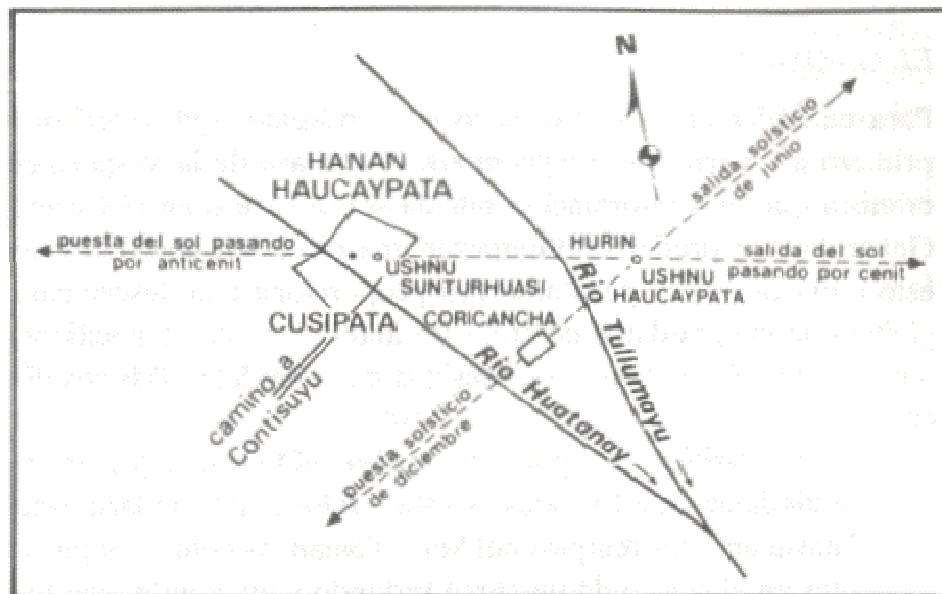 N
salida solsticio
de junio
HANAN
HAUCAYPATA
puesta del sol pasando
por anticenit
HURIN
salida del sol
pasando por cenit
USHNU
SUNTURHUASI
USHNU
HAUCAYPATA
CUSIPATA
CORICANCHA
Río Tullumayu
Río Huatanay
camino a
Contisuyu
puesta solsticio
de diciembre